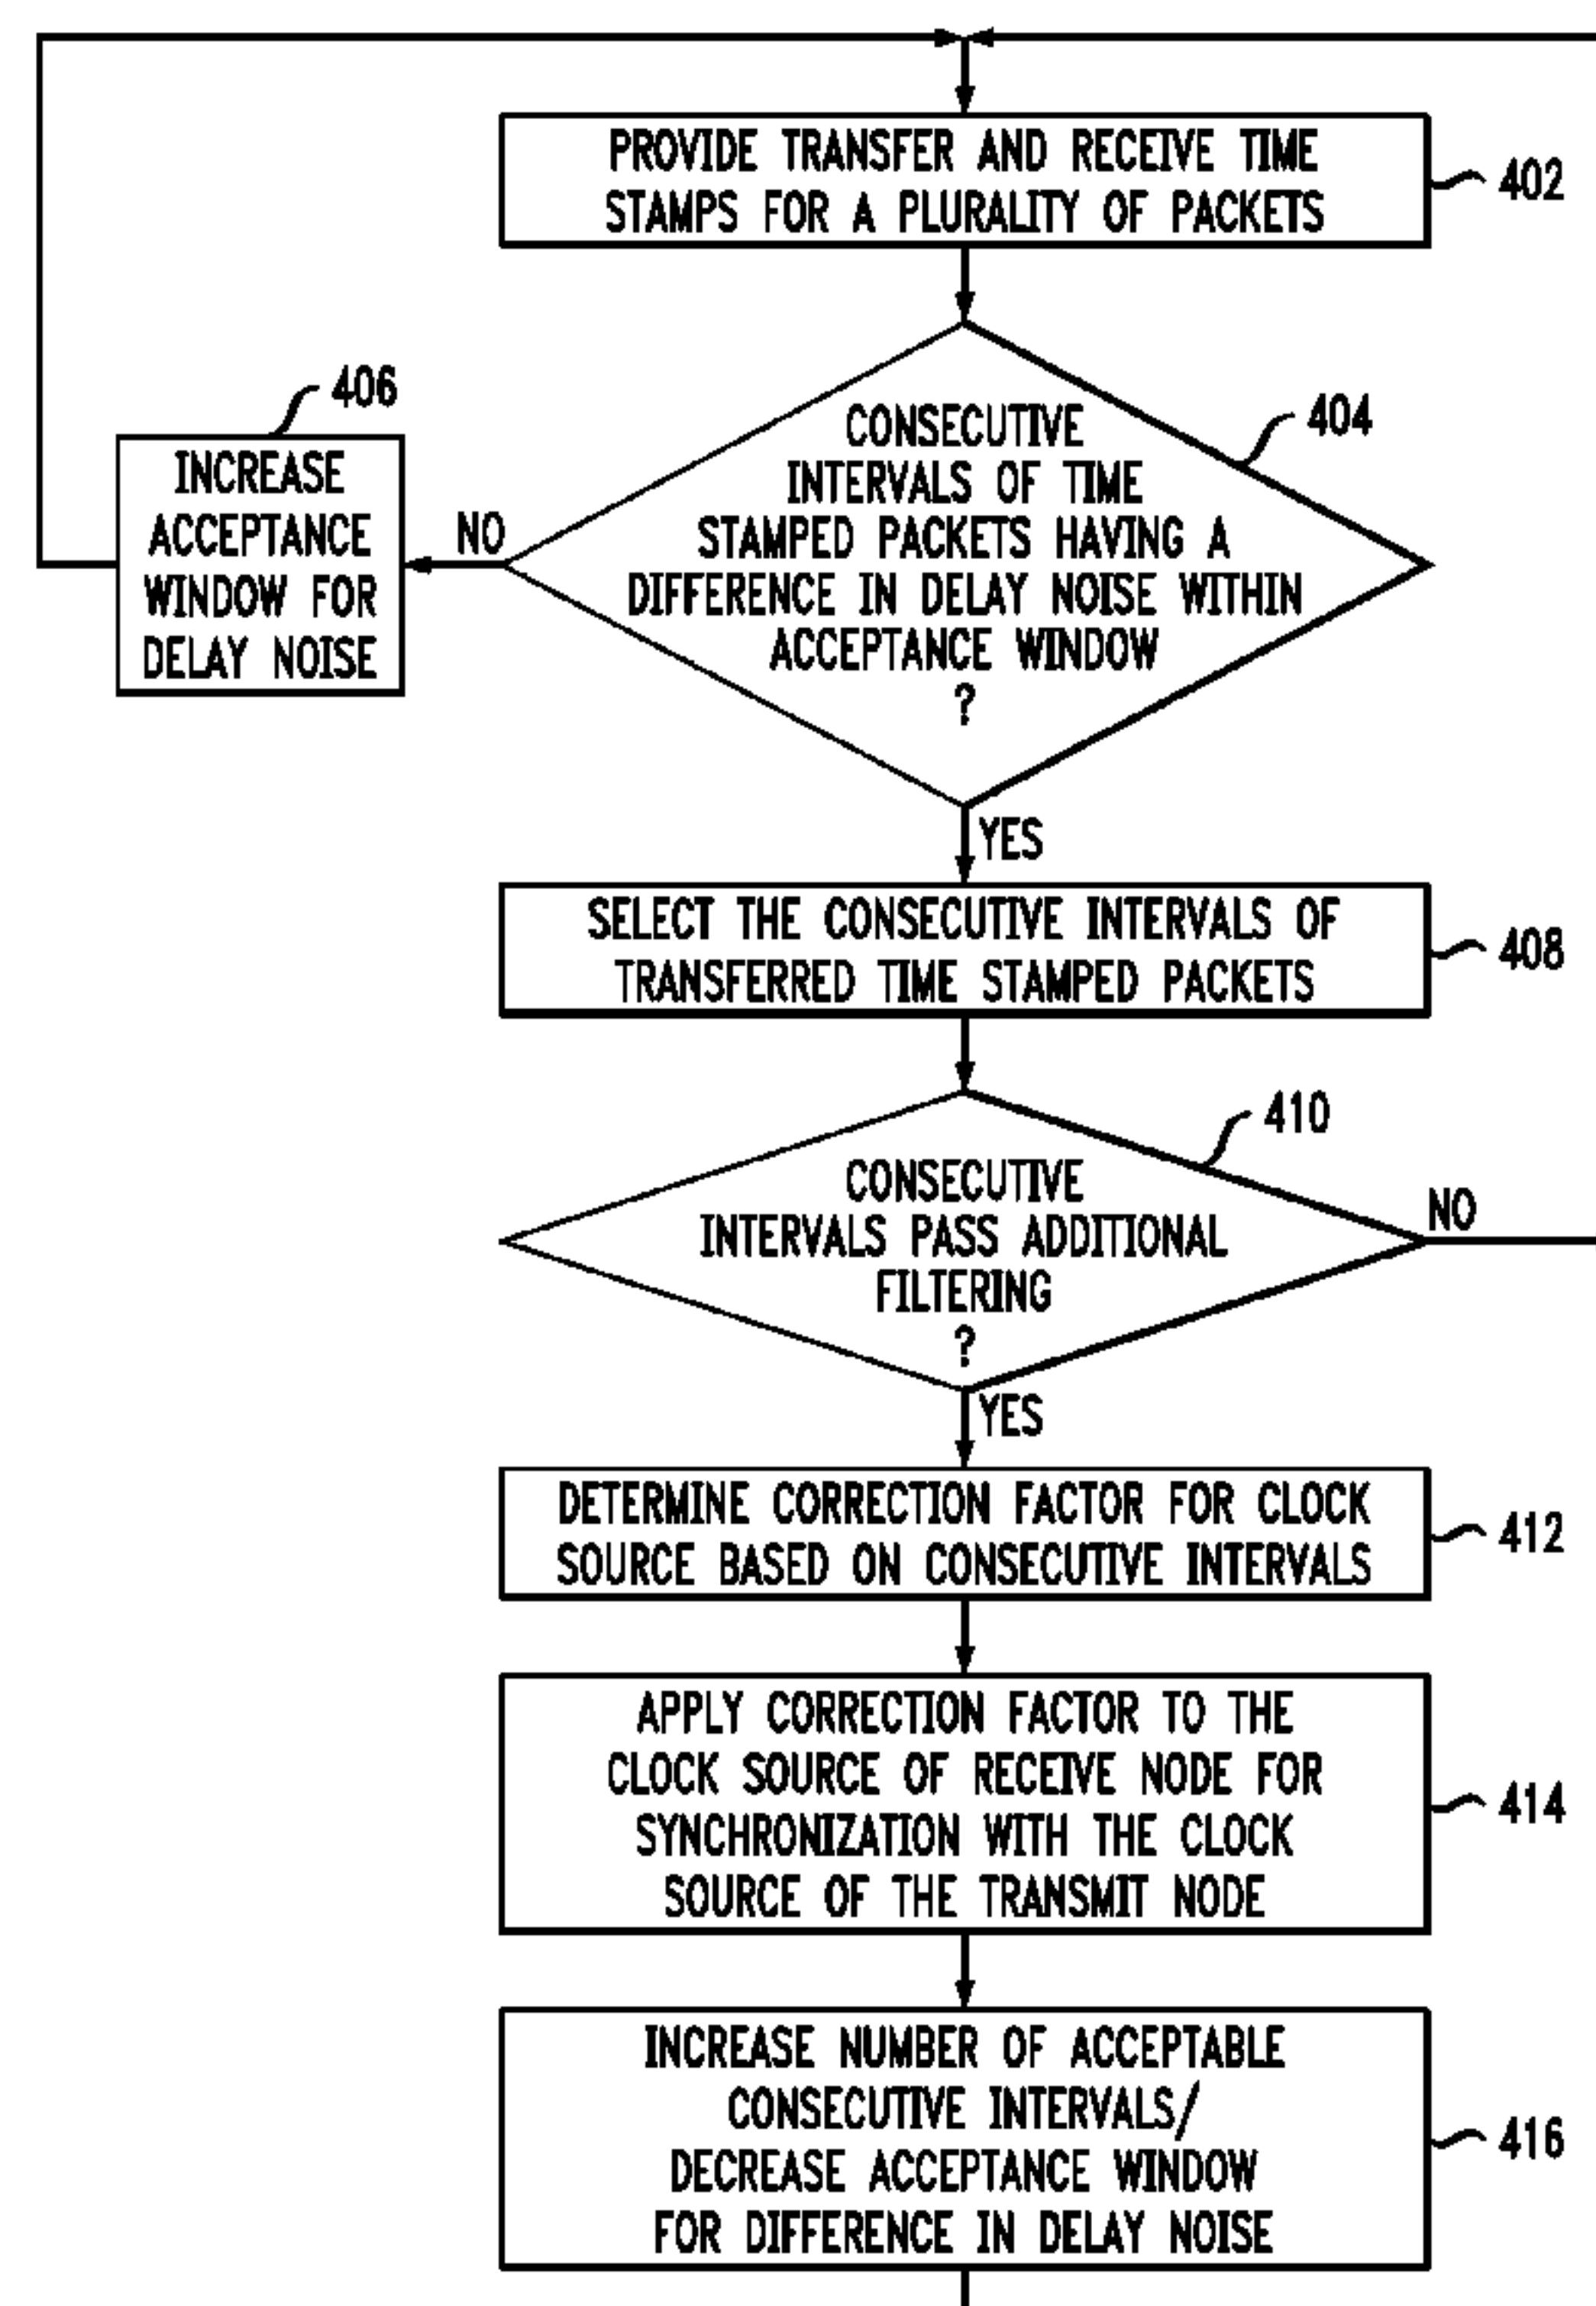 PROVIDE TRANSFER AND RECEIVE TIME
STAMPS FOR A PLURALITY OF PACKETS
402
CONSECUTIVE
INTERVALS OF TIME
STAMPED PACKETS HAVING A
DIFFERENCE IN DELAY NOISE WITHIN
ACCEPTANCE WINDOW
?
404
NO
406
INCREASE
ACCEPTANCE
WINDOW FOR
DELAY NOISE
YES
SELECT THE CONSECUTIVE INTERVALS OF
TRANSFERRED TIME STAMPED PACKETS
408
CONSECUTIVE
INTERVALS PASS ADDITIONAL
FILTERING
?
410
NO
YES
DETERMINE CORRECTION FACTOR FOR CLOCK
SOURCE BASED ON CONSECUTIVE INTERVALS
412
APPLY CORRECTION FACTOR TO THE
CLOCK SOURCE OF RECEIVE NODE FOR
SYNCHRONIZATION WITH THE CLOCK
SOURCE OF THE TRANSMIT NODE
414
INCREASE NUMBER OF ACCEPTABLE
CONSECUTIVE INTERVALS/
DECREASE ACCEPTANCE WINDOW
FOR DIFFERENCE IN DELAY NOISE
416